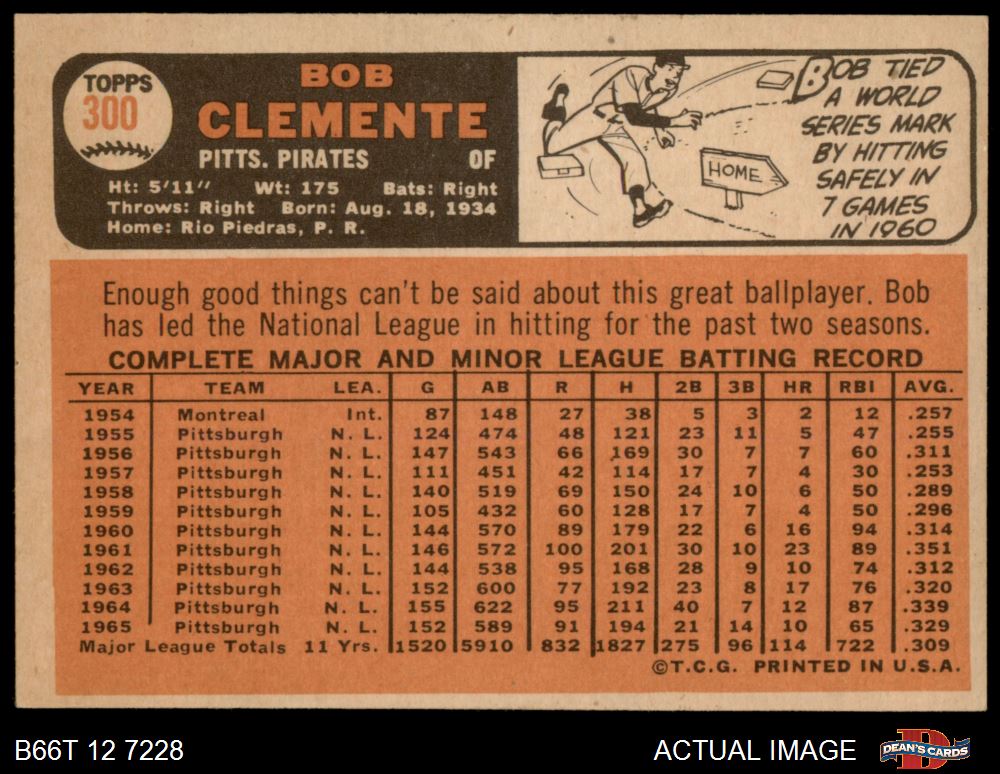 TOPPS
300
BOB
CLEMENTE
PITTS. PIRATES OF
Ht: 5'11" Wt: 175 Bats: Right
Throws: Right Born: Aug. 18, 1934
Home: Rio Piedras, P. R.
HOME
BOB TIED
A WORLD
SERIES MARK
BY HITTING
SAFELY IN
7 GAMES
IN 1960
Enough good things can't be said about this great ballplayer. Bob
has led the National League in hitting for the past two seasons.
COMPLETE MAJOR AND MINOR LEAGUE BATTING RECORD
YEAR TEAM LEA. G AB R H 2B 3B HR RBI AVG.
1954 Montreal Int. 87 148 27 38 5 3 2 12 .257
1955 Pittsburgh N. L. 124 474 48 121 23 11 5 47 .255
1956 Pittsburgh N. L. 147 543 66 169 30 7 7 60 .311
1957 Pittsburgh N. L. 111 451 42 114 17 7 4 30 .253
1958 Pittsburgh N. L. 140 519 69 150 24 10 6 50 .289
1959 Pittsburgh N. L. 105 432 60 128 17 7 4 50 .296
1960 Pittsburgh N. L. 144 570 89 179 22 6 16 94 .314
1961 Pittsburgh N. L. 146 572 100 201 30 10 23 89 .351
1962 Pittsburgh N. L. 144 538 95 168 28 9 10 74 .312
1963 Pittsburgh N. L. 152 600 77 192 23 8 17 76 .320
1964 Pittsburgh N. L. 155 622 95 211 40 7 12 87 .339
1965 Pittsburgh N. L. 152 589 91 194 21 14 10 65 .329
Major League Totals 11 Yrs. 1520 5910 832 1827 275 96 114 722 .309
©T.C.G. PRINTED IN U.S.A.
B66T 12 7228 ACTUAL IMAGE DEAN'S CARDS